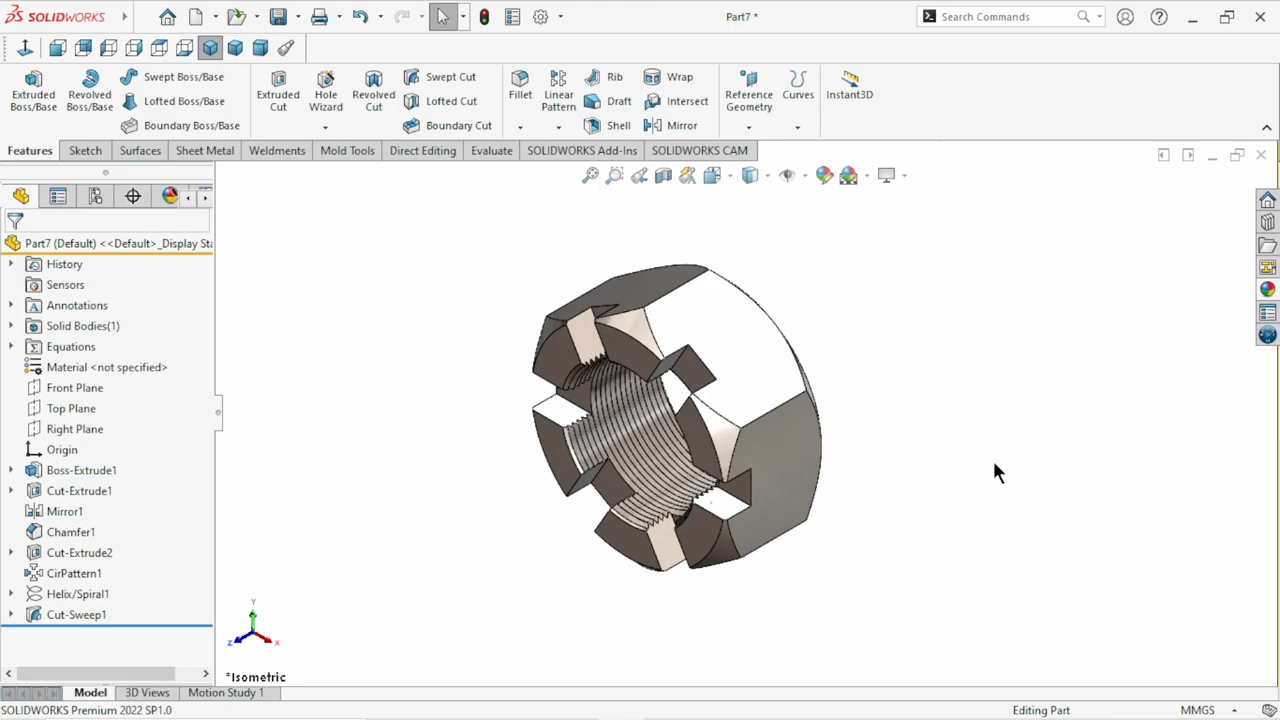 SOLIDWORKS
Part7 *
Search Commands
Extruded Boss/Base
Revolved Boss/Base
Swept Boss/Base
Lofted Boss/Base
Boundary Boss/Base
Extruded Cut
Hole Wizard
Revolved Cut
Swept Cut
Lofted Cut
Boundary Cut
Fillet
Linear Pattern
Rib
Draft
Shell
Wrap
Intersect
Mirror
Reference Geometry
Curves
Instant3D
Features
Sketch
Surfaces
Sheet Metal
Weldments
Mold Tools
Direct Editing
Evaluate
SOLIDWORKS Add-Ins
SOLIDWORKS CAM
Part7 (Default) <<Default>_Display Sta
History
Sensors
Annotations
Solid Bodies(1)
Equations
Material <not specified>
Front Plane
Top Plane
Right Plane
Origin
Boss-Extrude1
Cut-Extrude1
Mirror1
Chamfer1
Cut-Extrude2
CirPattern1
Helix/Spiral1
Cut-Sweep1
Y
Z
X
*Isometric
Model
3D Views
Motion Study 1
SOLIDWORKS Premium 2022 SP1.0
Editing Part
MMGS